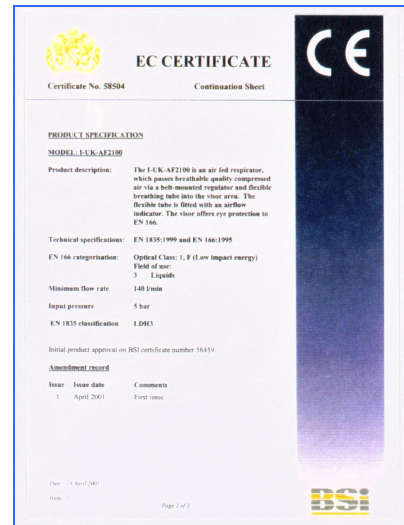 EC CERTIFICATE
CE
Certificate No. 58504 Continuation Sheet
PRODUCT SPECIFICATION
MODEL: I-UK-AF2100
Product description: The I-UK-AF2100 is an air fed respirator,
which passes breathable quality compressed
air via a belt-mounted regulator and flexible
breathing tube into the visor area. The
flexible tube is fitted with an airflow
indicator. The visor offers eye protection to
EN 166.
Technical specifications: EN 1835:1999 and EN 166:1995
EN 166 categorisation: Optical Class: 1, F (Low impact energy)
Field of use:
3 Liquids
Minimum flow rate 140 l/min
Input pressure 5 bar
EN 1835 classification LDH3
Initial product approval on BSI certificate number 58459
Amendment record
Issue Issue date Comments
1 April 2001 First issue
April 2001
Page 2 of 2
BSi